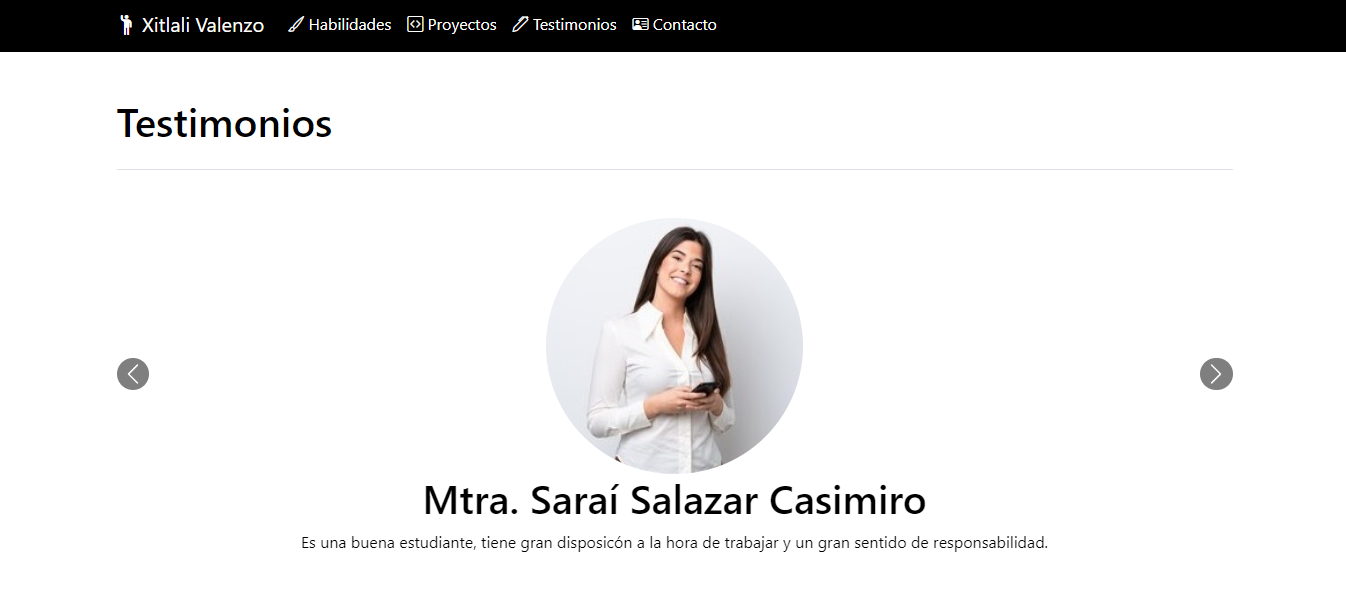 Xitlali Valenzo Habilidades Proyectos Testimonios Contacto
Testimonios
Mtra. Saraí Salazar Casimiro
Es una buena estudiante, tiene gran disposicón a la hora de trabajar y un gran sentido de responsabilidad.